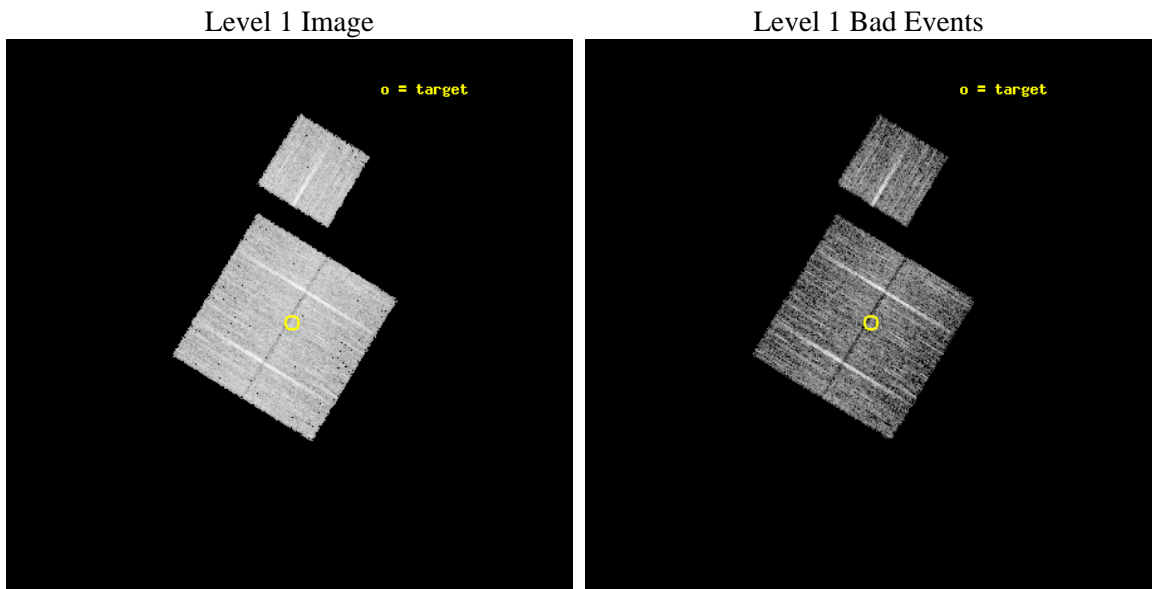 Level 1 Image
Level 1 Bad Events
o = target
o = target